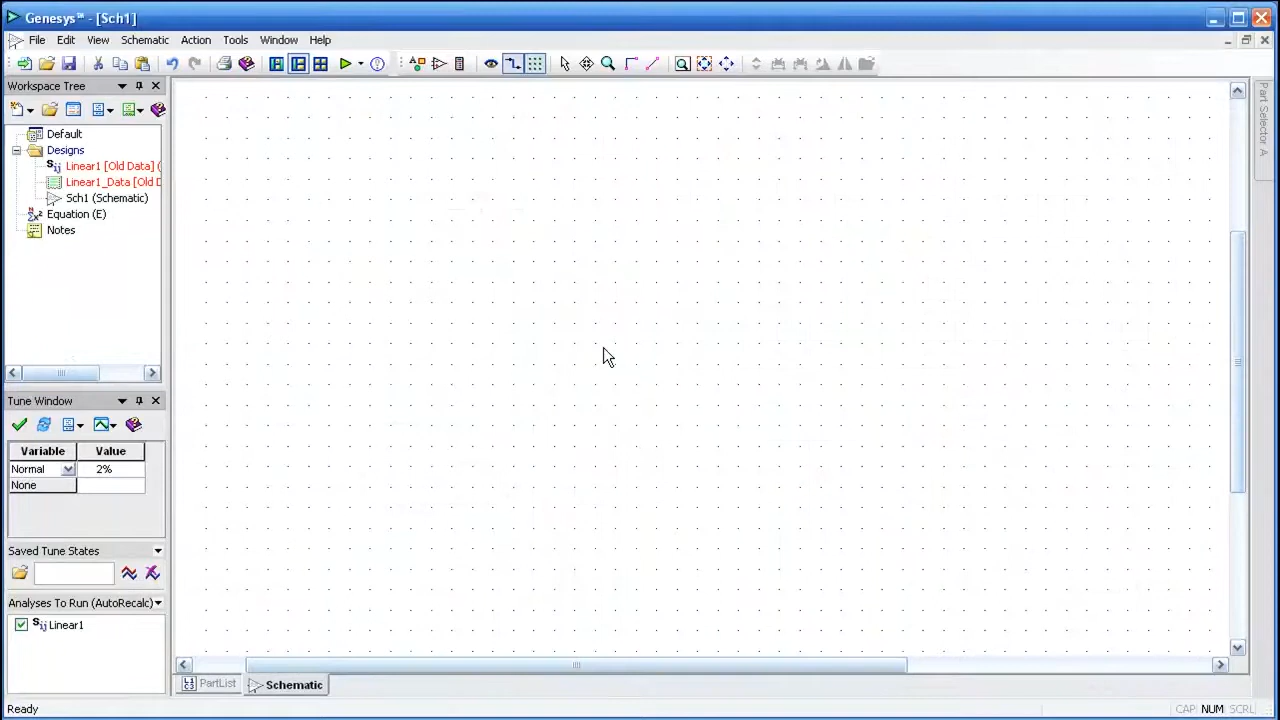 Genesys™ - [Sch1]
File Edit View Schematic Action Tools Window Help
Workspace Tree
Default
Designs
Linear1 [Old Data] (
Linear1_Data [Old D
Sch1 (Schematic)
Equation (E)
Notes
Tune Window
Variable Value
Normal 2%
None
Saved Tune States
Analyses To Run (AutoRecalc)
Linear1
PartList Schematic
Part Selector A
Ready
CAP NUM SCRL